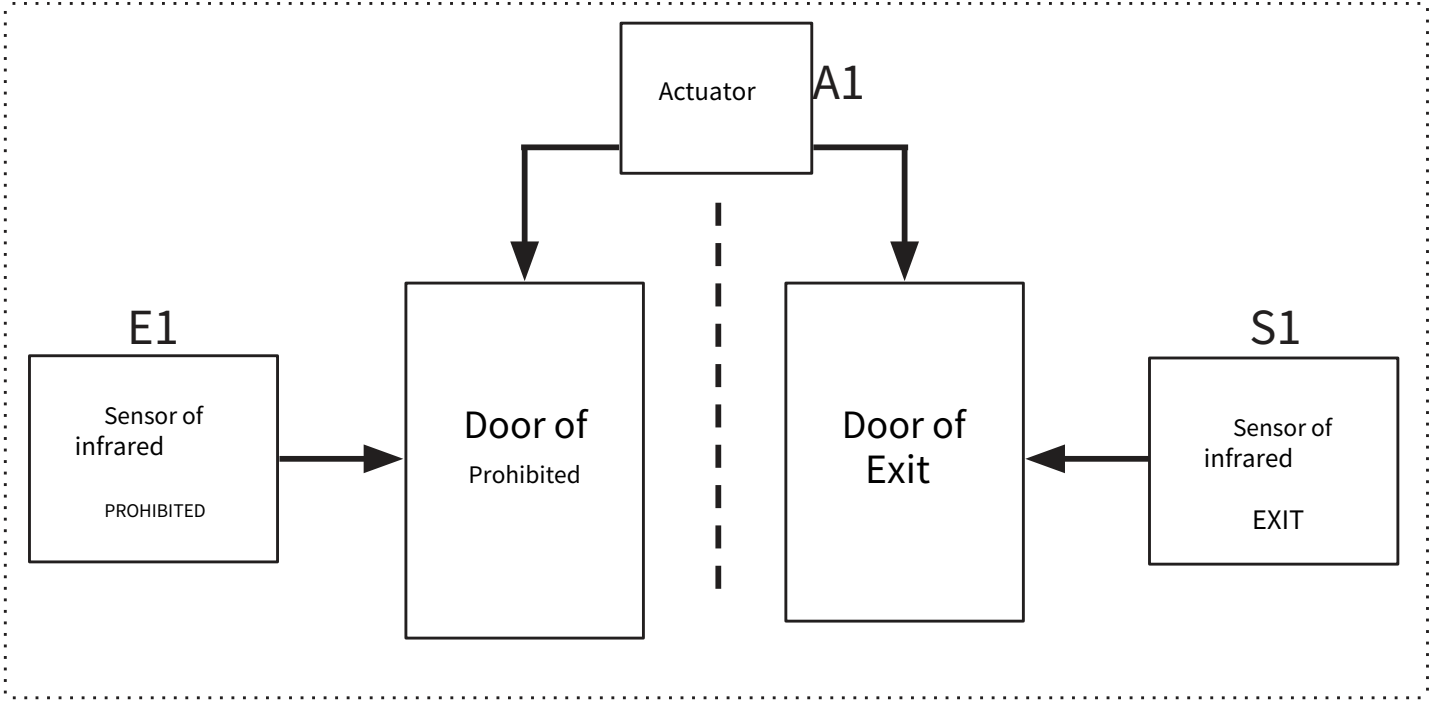 Actuator
A1
E1
Sensor of
infrared
PROHIBITED
Door of
Prohibited
Door of
Exit
S1
Sensor of
infrared
EXIT